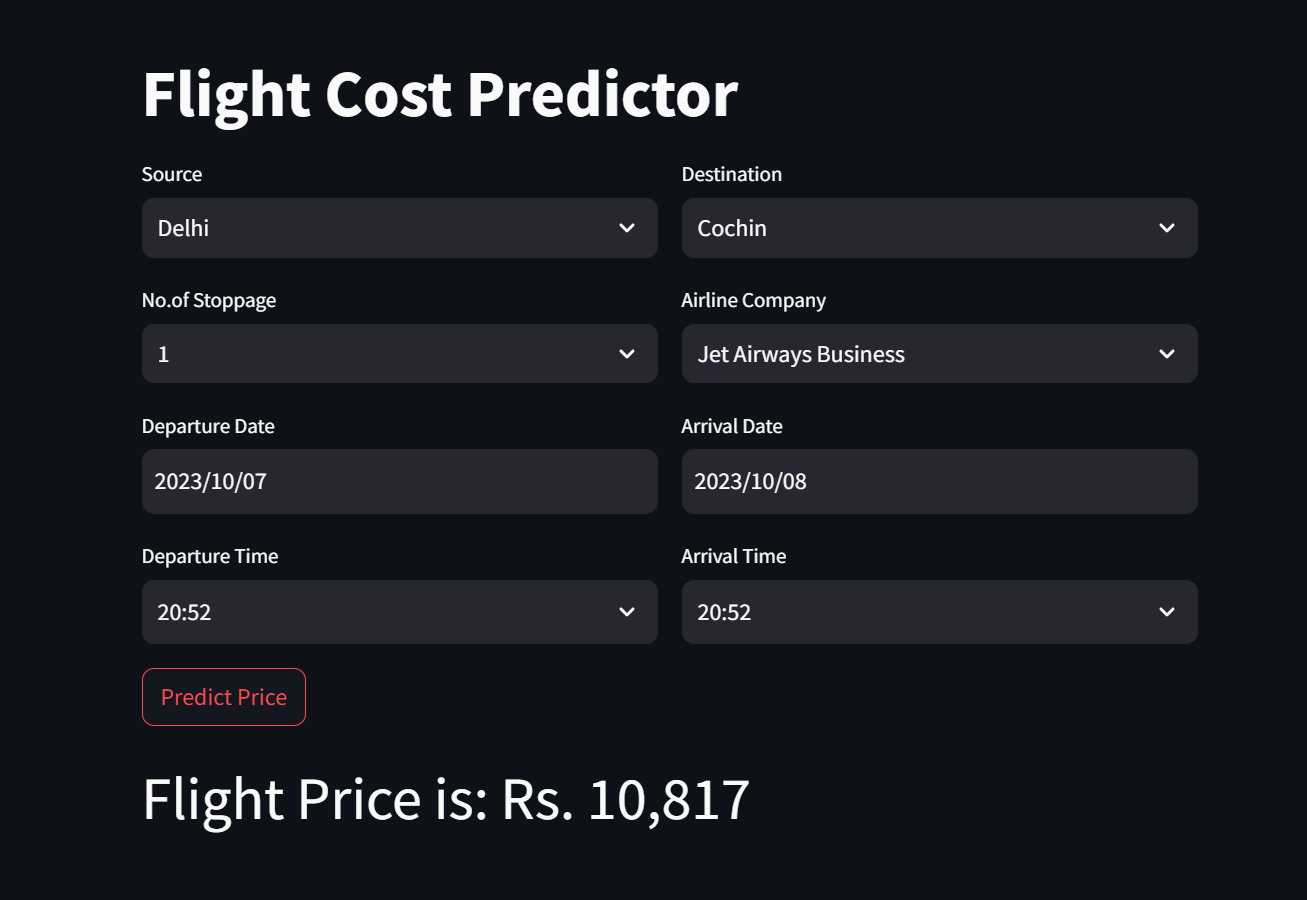 Flight Cost Predictor
Source
Destination
Delhi
Cochin
No.of Stoppage
Airline Company
1
Jet Airways Business
Departure Date
Arrival Date
2023/10/07
2023/10/08
Departure Time
Arrival Time
20:52
20:52
Predict Price
Flight Price is: Rs. 10,817